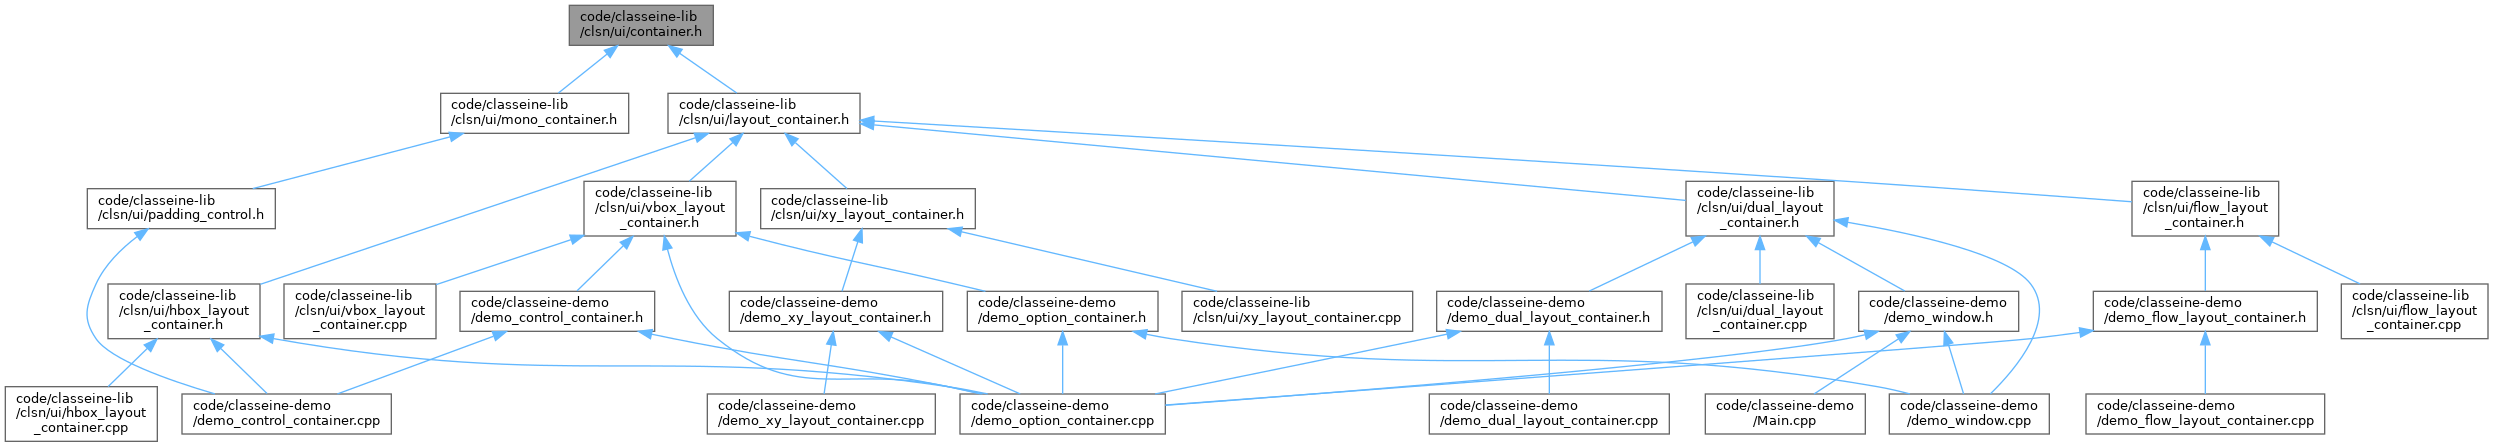 code/classeine-lib
/clsn/ui/container.h
code/classeine-lib
/clsn/ui/mono_container.h
code/classeine-lib
/clsn/ui/layout_container.h
code/classeine-lib
/clsn/ui/padding_control.h
code/classeine-lib
/clsn/ui/vbox_layout
_container.h
code/classeine-lib
/clsn/ui/xy_layout_container.h
code/classeine-lib
/clsn/ui/dual_layout
_container.h
code/classeine-lib
/clsn/ui/flow_layout
_container.h
code/classeine-lib
/clsn/ui/hbox_layout
_container.h
code/classeine-lib
/clsn/ui/vbox_layout
_container.cpp
code/classeine-demo
/demo_control_container.h
code/classeine-demo
/demo_xy_layout_container.h
code/classeine-demo
/demo_option_container.h
code/classeine-lib
/clsn/ui/xy_layout_container.cpp
code/classeine-demo
/demo_dual_layout_container.h
code/classeine-lib
/clsn/ui/dual_layout
_container.cpp
code/classeine-demo
/demo_window.h
code/classeine-demo
/demo_flow_layout_container.h
code/classeine-lib
/clsn/ui/flow_layout
_container.cpp
code/classeine-lib
/clsn/ui/hbox_layout
_container.cpp
code/classeine-demo
/demo_control_container.cpp
code/classeine-demo
/demo_xy_layout_container.cpp
code/classeine-demo
/demo_option_container.cpp
code/classeine-demo
/demo_dual_layout_container.cpp
code/classeine-demo
/Main.cpp
code/classeine-demo
/demo_window.cpp
code/classeine-demo
/demo_flow_layout_container.cpp